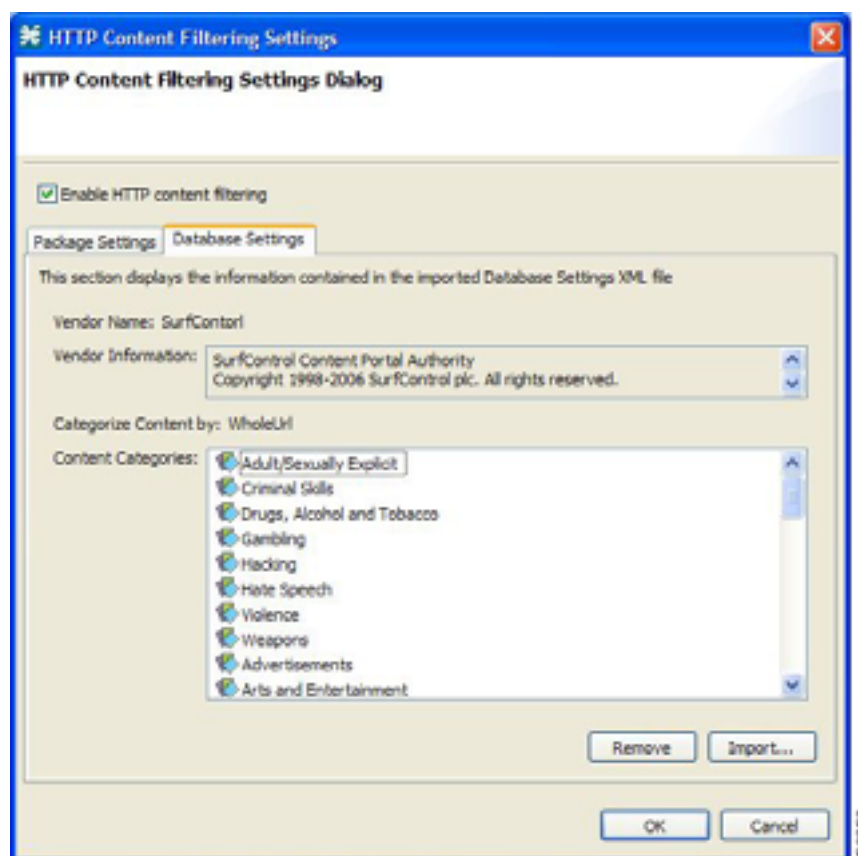 HTTP Content Filtering Settings
HTTP Content Filtering Settings Dialog
Enable HTTP content filtering
Package Settings Database Settings
This section displays the information contained in the imported Database Settings XML file
Vendor Name: SurfContorl
Vendor Information: SurfControl Content Portal Authority
Copyright 1998-2006 SurfControl plc. All rights reserved.
Categorize Content by: WholeUrl
Content Categories: Adult/Sexually Explicit
Criminal Skills
Drugs, Alcohol and Tobacco
Gambling
Hacking
Hate Speech
Violence
Weapons
Advertisements
Arts and Entertainment
Remove Import...
OK Cancel